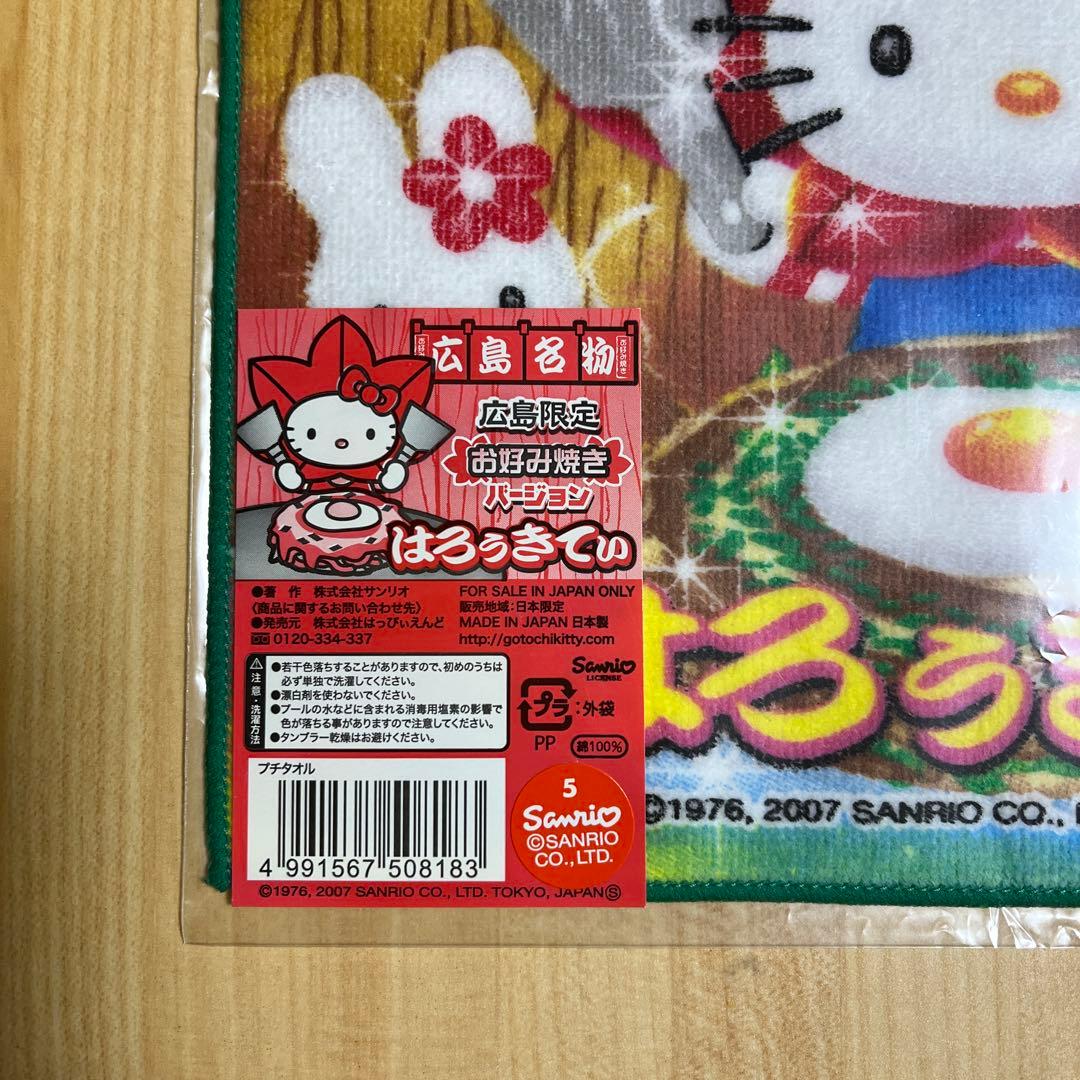 広島名物
お好み焼き
お好み焼き
広島限定
お好み焼き
バージョン
はろぅきてぃ
●著　作　株式会社サンリオ
〈商品に関するお問い合わせ先〉
●発売元　株式会社はっぴぃえんど
0120-334-337
FOR SALE IN JAPAN ONLY
販売地域:日本限定
MADE IN JAPAN 日本製
http://gotochikitty.com
注意・洗濯方法
●若干色落ちすることがありますので、初めのうちは
必ず単独で洗濯してください。
●漂白剤を使わないでください。
●プールの水などに含まれる消毒用塩素の影響で
色が落ちる事がありますので注意してください。
●タンブラー乾燥はお避けください。
Sanrio
LICENSE
プラ:外袋
PP
綿100%
プチタオル
4 991567 508183
5
Sanrio
©SANRIO
CO.,LTD.
©1976, 2007 SANRIO CO., LTD. TOKYO, JAPANⓈ
はろぅき
©1976, 2007 SANRIO CO.,